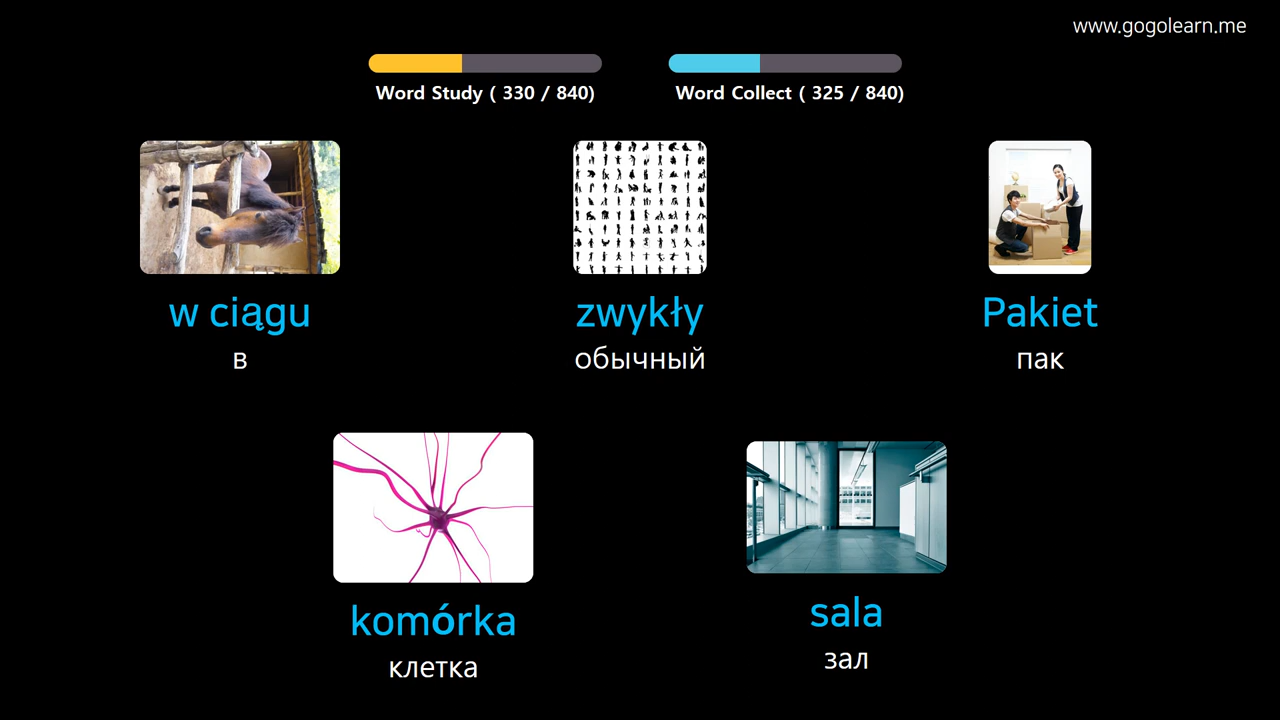 www.gogolearn.me
Word Study ( 330 / 840)
Word Collect ( 325 / 840)
w ciągu
в
zwykły
обычный
Pakiet
пак
komórka
клетка
sala
зал